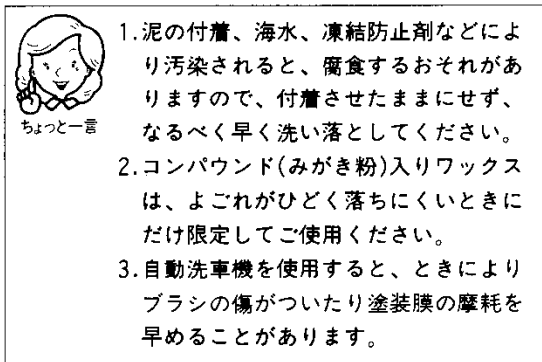 ちょっと一言
1.泥の付着、海水、凍結防止剤などによ
り汚染されると、腐食するおそれがあ
りますので、付着させたままにせず、
なるべく早く洗い落としてください。
2.コンパウンド(みがき粉)入りワックス
は、よごれがひどく落ちにくいときに
だけ限定してご使用ください。
3.自動洗車機を使用すると、ときにより
ブラシの傷がついたり塗装膜の摩耗を
早めることがあります。